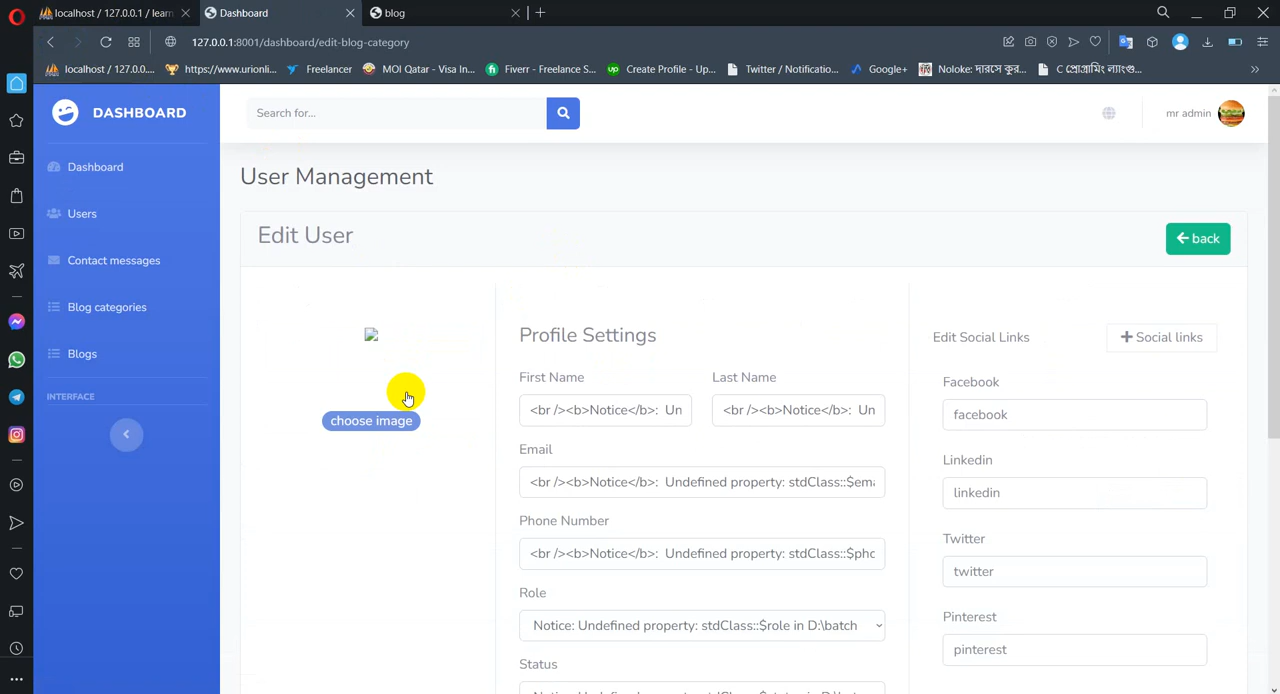 localhost / 127.0.0.1 / learn
Dashboard
blog
127.0.0.1:8001/dashboard/edit-blog-category
localhost / 127.0.0....
https://www.urionli...
Freelancer
MOI Qatar - Visa In...
Fiverr - Freelance S...
Create Profile - Up...
Twitter / Notificatio...
Google+
Noloke: দারসে কুর...
C প্রোগ্রামিং ল্যাংগু...
DASHBOARD
Search for...
mr admin
Dashboard
Users
Contact messages
Blog categories
Blogs
INTERFACE
User Management
Edit User
back
choose image
Profile Settings
First Name
Last Name
<br /><b>Notice</b>: Un
<br /><b>Notice</b>: Un
Email
<br /><b>Notice</b>: Undefined property: stdClass::$ema
Phone Number
<br /><b>Notice</b>: Undefined property: stdClass::$phc
Role
Notice: Undefined property: stdClass::$role in D:\batch
Status
Edit Social Links
Social links
Facebook
facebook
Linkedin
linkedin
Twitter
twitter
Pinterest
pinterest